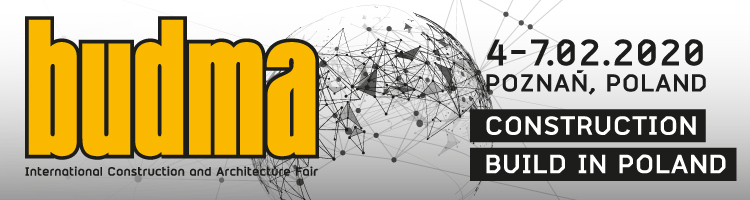 budma
International Construction and Architecture Fair
4-7.02.2020
POZNAŃ, POLAND
CONSTRUCTION
BUILD IN POLAND